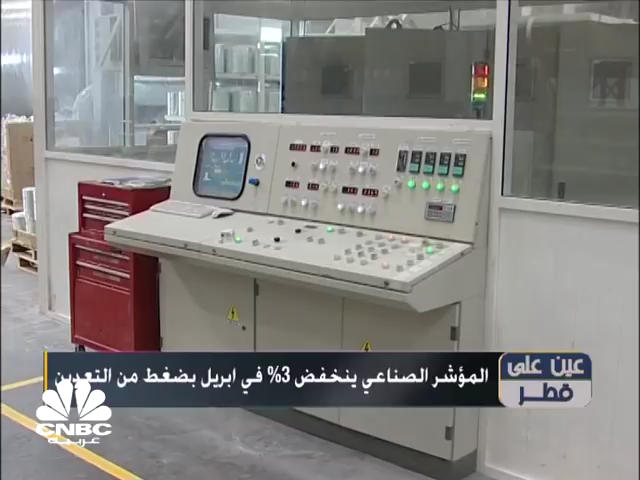 المؤشر الصناعي ينخفض 3% في ابريل بضغط من التعدين
عين على
قطر
CNBC
عربية